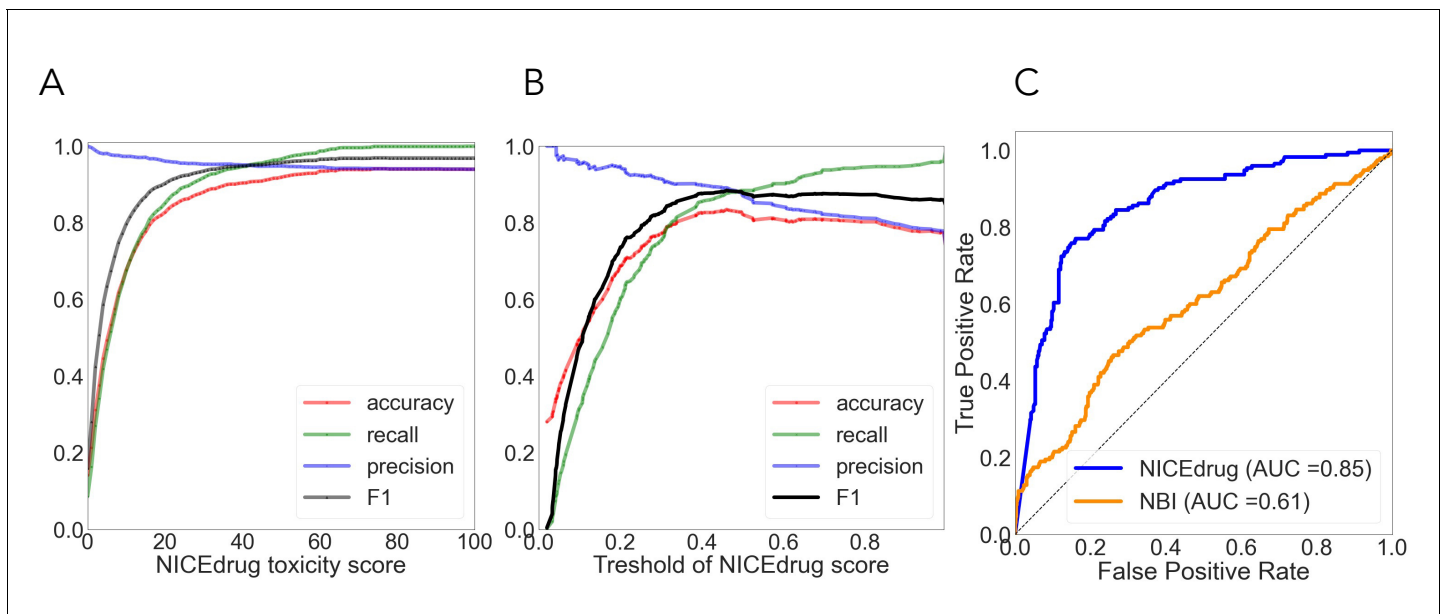 A
B
C
1.0
0.8
0.6
0.4
0.2
0.0
0
20
40
60
80
100
NICEdrug toxicity score
accuracy
recall
precision
F1
1.0
0.8
0.6
0.4
0.2
0.0
0.0
0.2
0.4
0.6
0.8
Treshold of NICEdrug score
accuracy
recall
precision
F1
True Positive Rate
1.0
0.8
0.6
0.4
0.2
0.0
0.0
0.2
0.4
0.6
0.8
1.0
False Positive Rate
NICEdrug (AUC =0.85)
NBI (AUC =0.61)